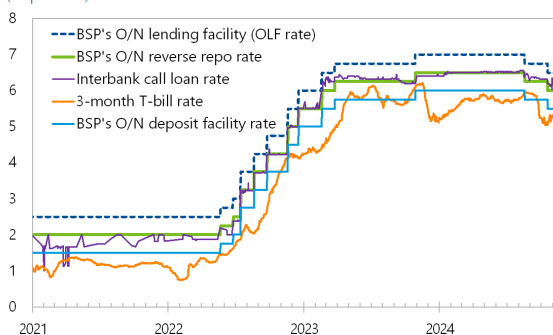 8
BSP's O/N lending facility (OLF rate)
7
BSP's O/N reverse repo rate
Interbank call loan rate
6
3-month T-bill rate
BSP's O/N deposit facility rate
5
4
3
2
1
0
2021 2022 2023 2024